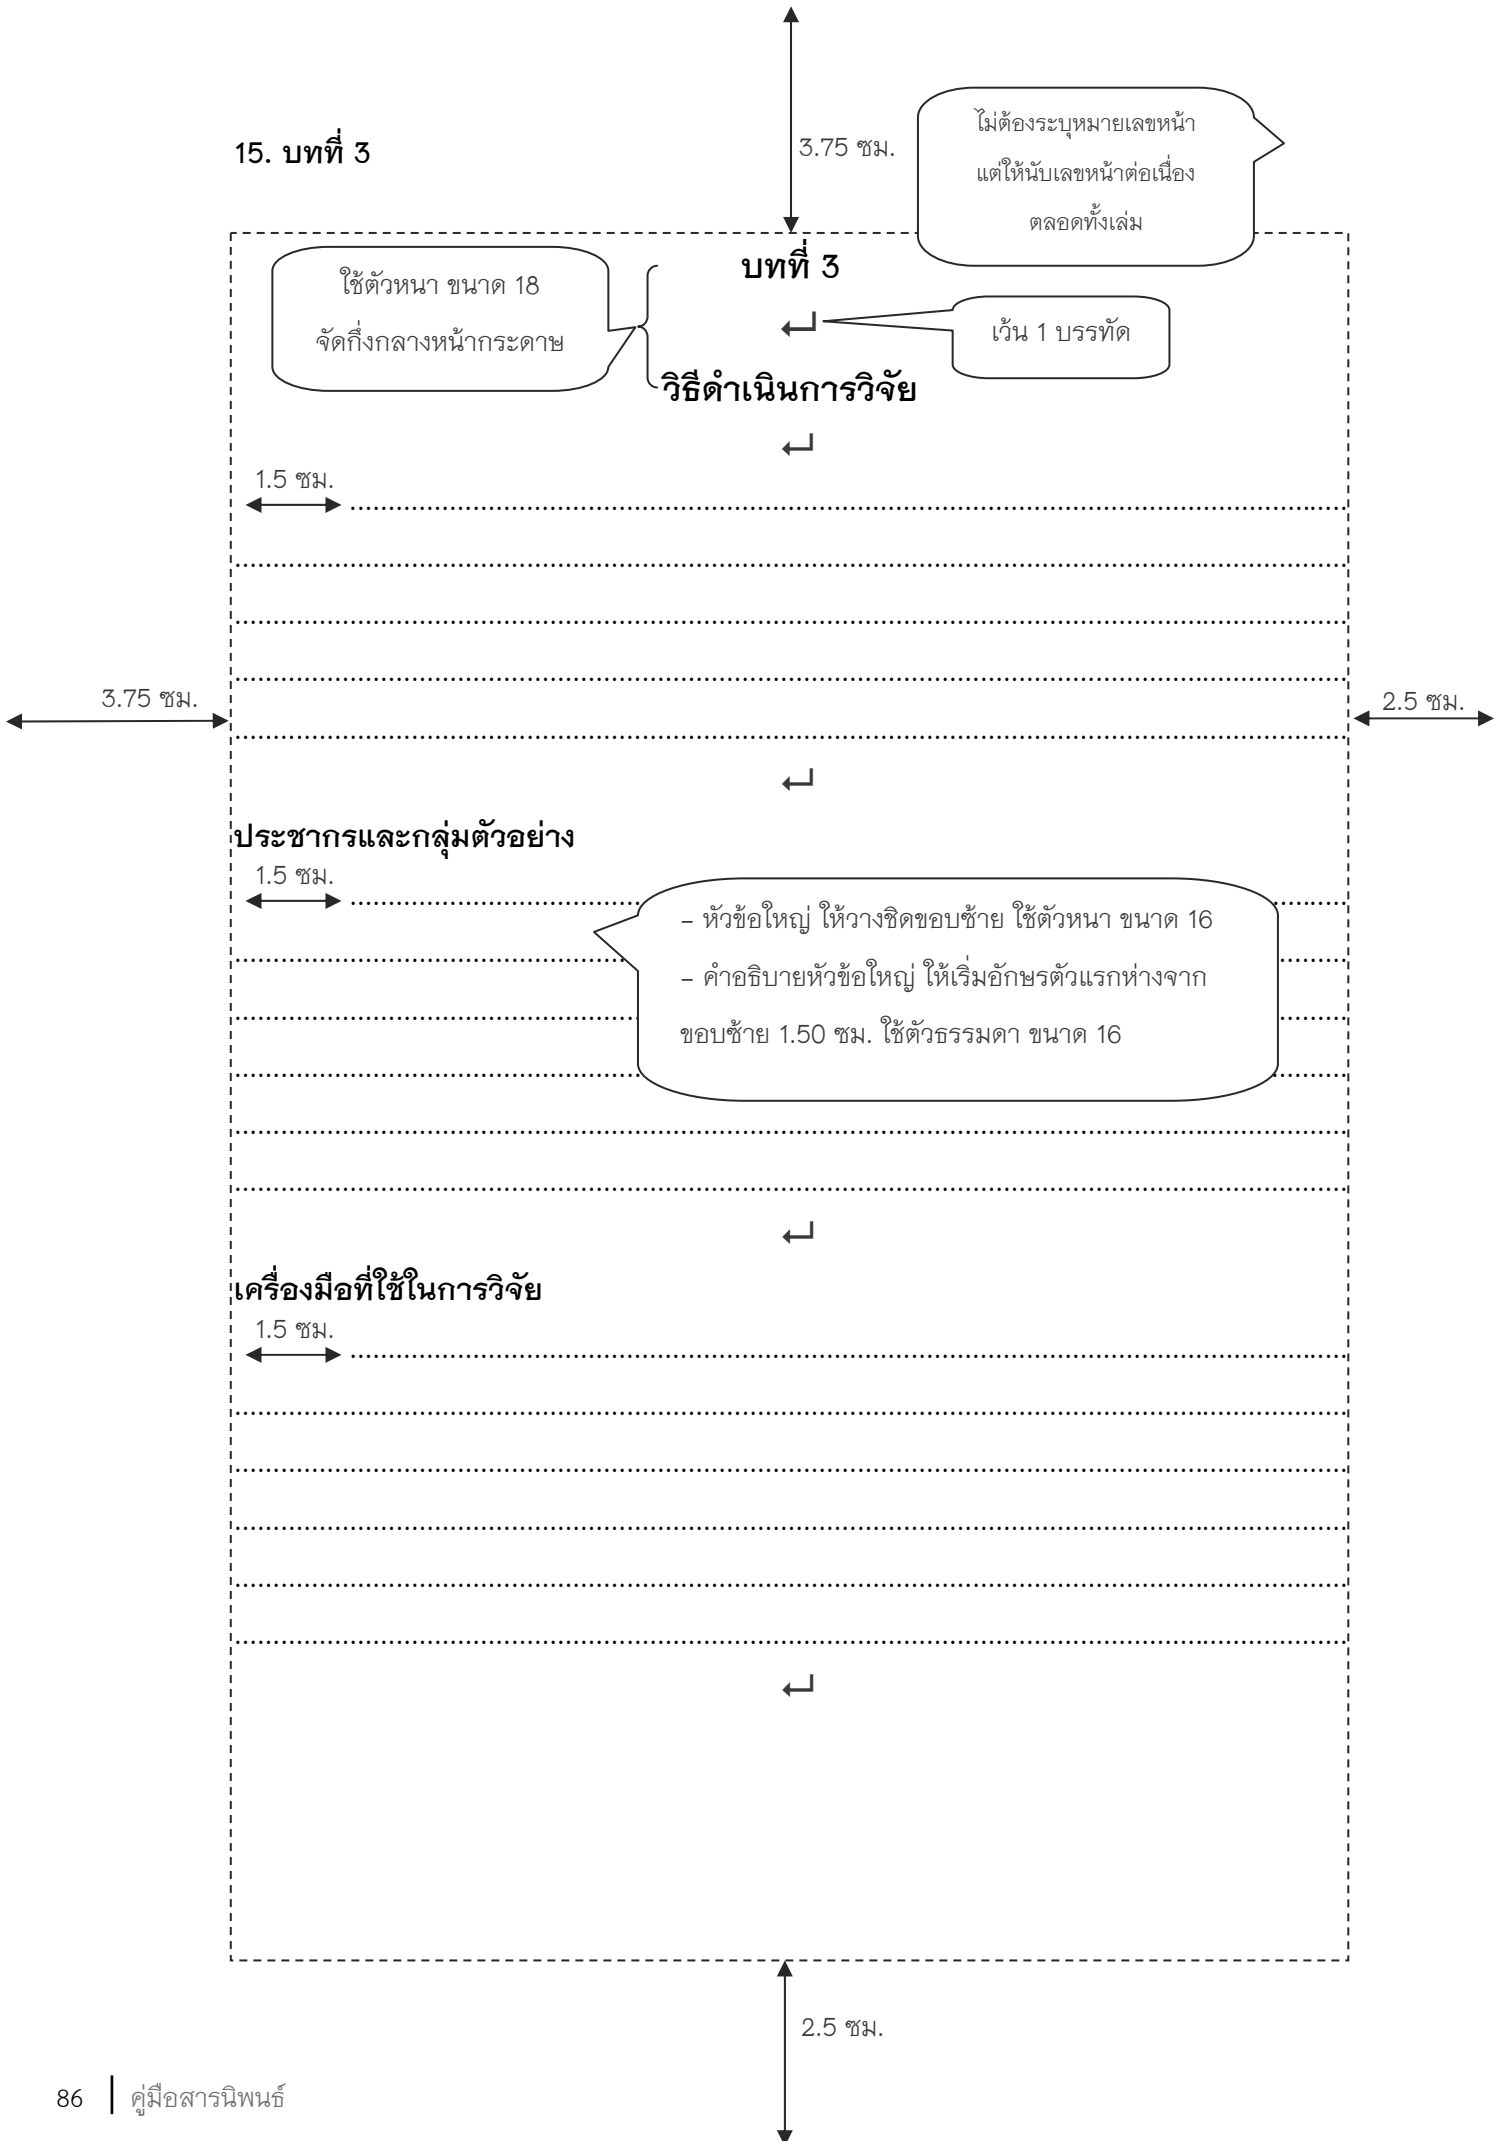 15. บทที่ 3
3.75 ซม.
ไม่ต้องระบุหมายเลขหน้า
แต่ให้นับเลขหน้าต่อเนื่อง
ตลอดทั้งเล่ม
บทที่ 3
ใช้ตัวหนา ขนาด 18
จัดกึ่งกลางหน้ากระดาษ
เว้น 1 บรรทัด
วิธีดำเนินการวิจัย
1.5 ซม.
................................................................
................................................................
................................................................
................................................................
3.75 ซม.
2.5 ซม.
................................................................
ประชากรและกลุ่มตัวอย่าง
1.5 ซม.
– หัวข้อใหญ่ ให้วางชิดขอบซ้าย ใช้ตัวหนา ขนาด 16
– คำอธิบายหัวข้อใหญ่ ให้เริ่มอักษรตัวแรกห่างจาก
ขอบซ้าย 1.50 ซม. ใช้ตัวธรรมดา ขนาด 16
................................................................
................................................................
เครื่องมือที่ใช้ในการวิจัย
1.5 ซม.
................................................................
................................................................
................................................................
................................................................
................................................................
................................................................
2.5 ซม.
86 | คู่มือสารนิพนธ์